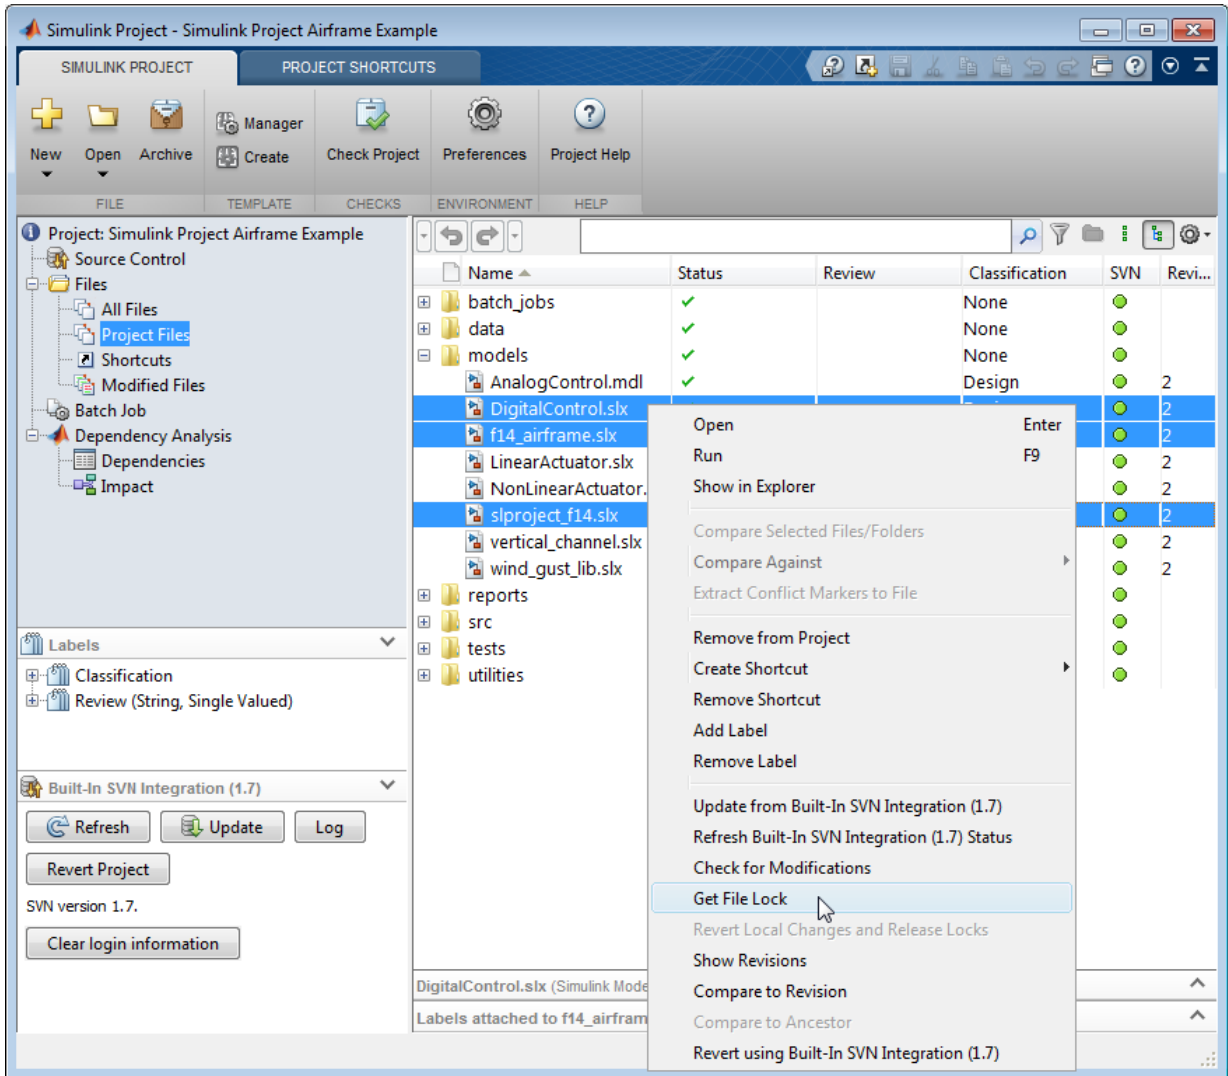 Simulink Project - Simulink Project Airframe Example
SIMULINK PROJECT
PROJECT SHORTCUTS
New
Open
Archive
Manager
Create
Check Project
Preferences
Project Help
FILE
TEMPLATE
CHECKS
ENVIRONMENT
HELP
Project: Simulink Project Airframe Example
Source Control
Files
All Files
Project Files
Shortcuts
Modified Files
Batch Job
Dependency Analysis
Dependencies
Impact
Labels
Classification
Review (String, Single Valued)
Built-In SVN Integration (1.7)
Refresh
Update
Log
Revert Project
SVN version 1.7.
Clear login information
Name Status Review Classification SVN Revi...
batch_jobs None
data None
models None
AnalogControl.mdl Design 2
DigitalControl.slx 2
f14_airframe.slx 2
LinearActuator.slx 2
NonLinearActuator. 2
slproject_f14.slx 2
vertical_channel.slx 2
wind_gust_lib.slx 2
reports
src
tests
utilities
Open Enter
Run F9
Show in Explorer
Compare Selected Files/Folders
Compare Against
Extract Conflict Markers to File
Remove from Project
Create Shortcut
Remove Shortcut
Add Label
Remove Label
Update from Built-In SVN Integration (1.7)
Refresh Built-In SVN Integration (1.7) Status
Check for Modifications
Get File Lock
Revert Local Changes and Release Locks
Show Revisions
Compare to Revision
Compare to Ancestor
Revert using Built-In SVN Integration (1.7)
DigitalControl.slx (Simulink Mode
Labels attached to f14_airfram